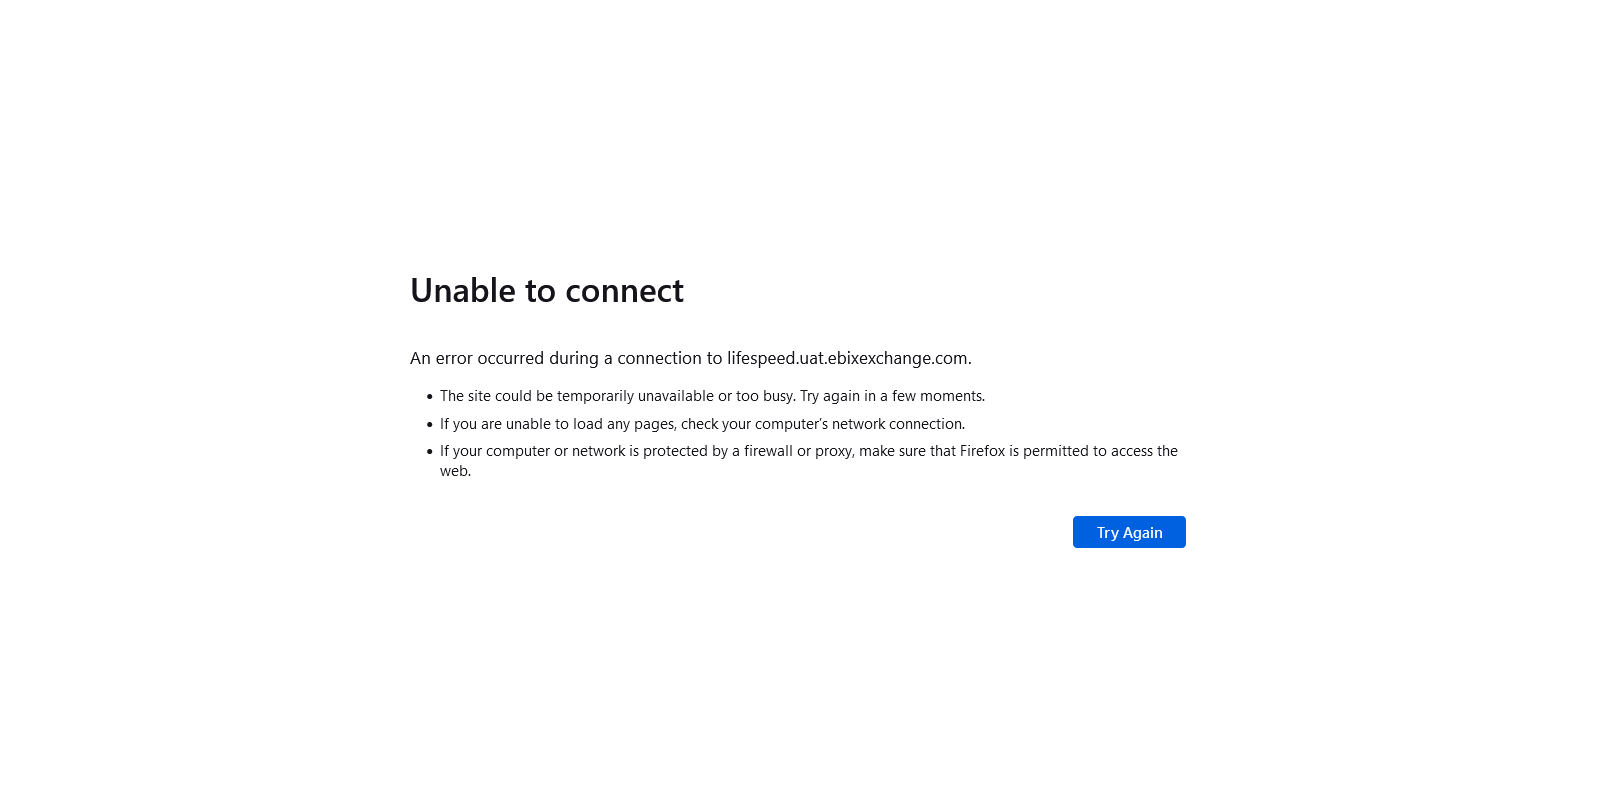 Unable to connect
An error occurred during a connection to lifespeed.uat.ebixexchange.com.
• The site could be temporarily unavailable or too busy. Try again in a few moments.
• If you are unable to load any pages, check your computer’s network connection.
• If your computer or network is protected by a firewall or proxy, make sure that Firefox is permitted to access the
web.
Try Again